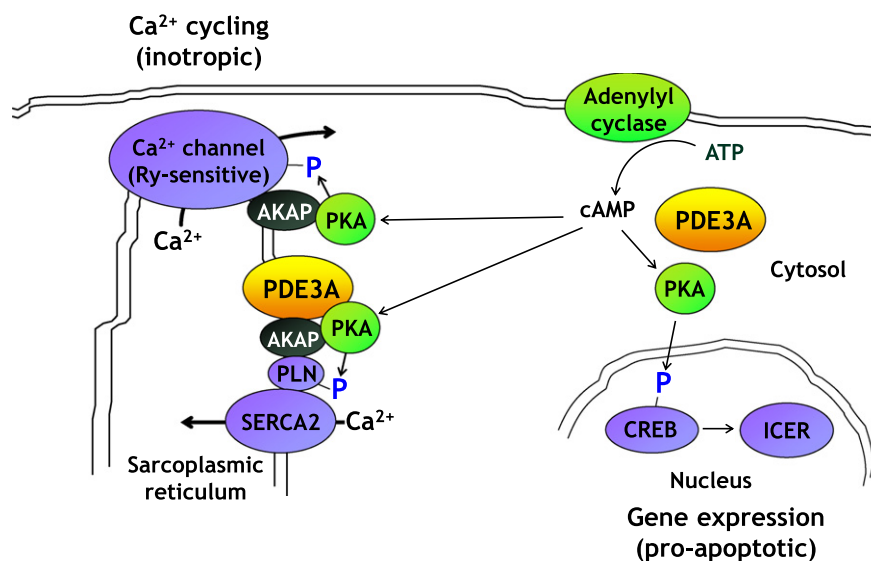 Ca²⁺ cycling
(inotropic)
Adenylyl
cyclase
Ca²⁺ channel
(Ry-sensitive)
P
ATP
AKAP
PKA
cAMP
PDE3A
Ca²⁺
Cytosol
PDE3A
PKA
PKA
AKAP
PLN
P
P
SERCA2
Ca²⁺
CREB
ICER
Sarcoplasmic
reticulum
Nucleus
Gene expression
(pro-apoptotic)